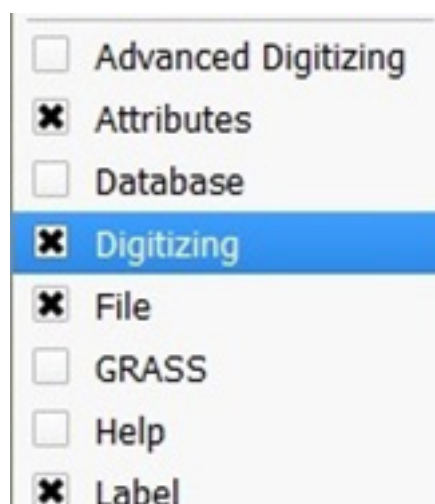 Advanced Digitizing
Attributes
Database
Digitizing
File
GRASS
Help
Label